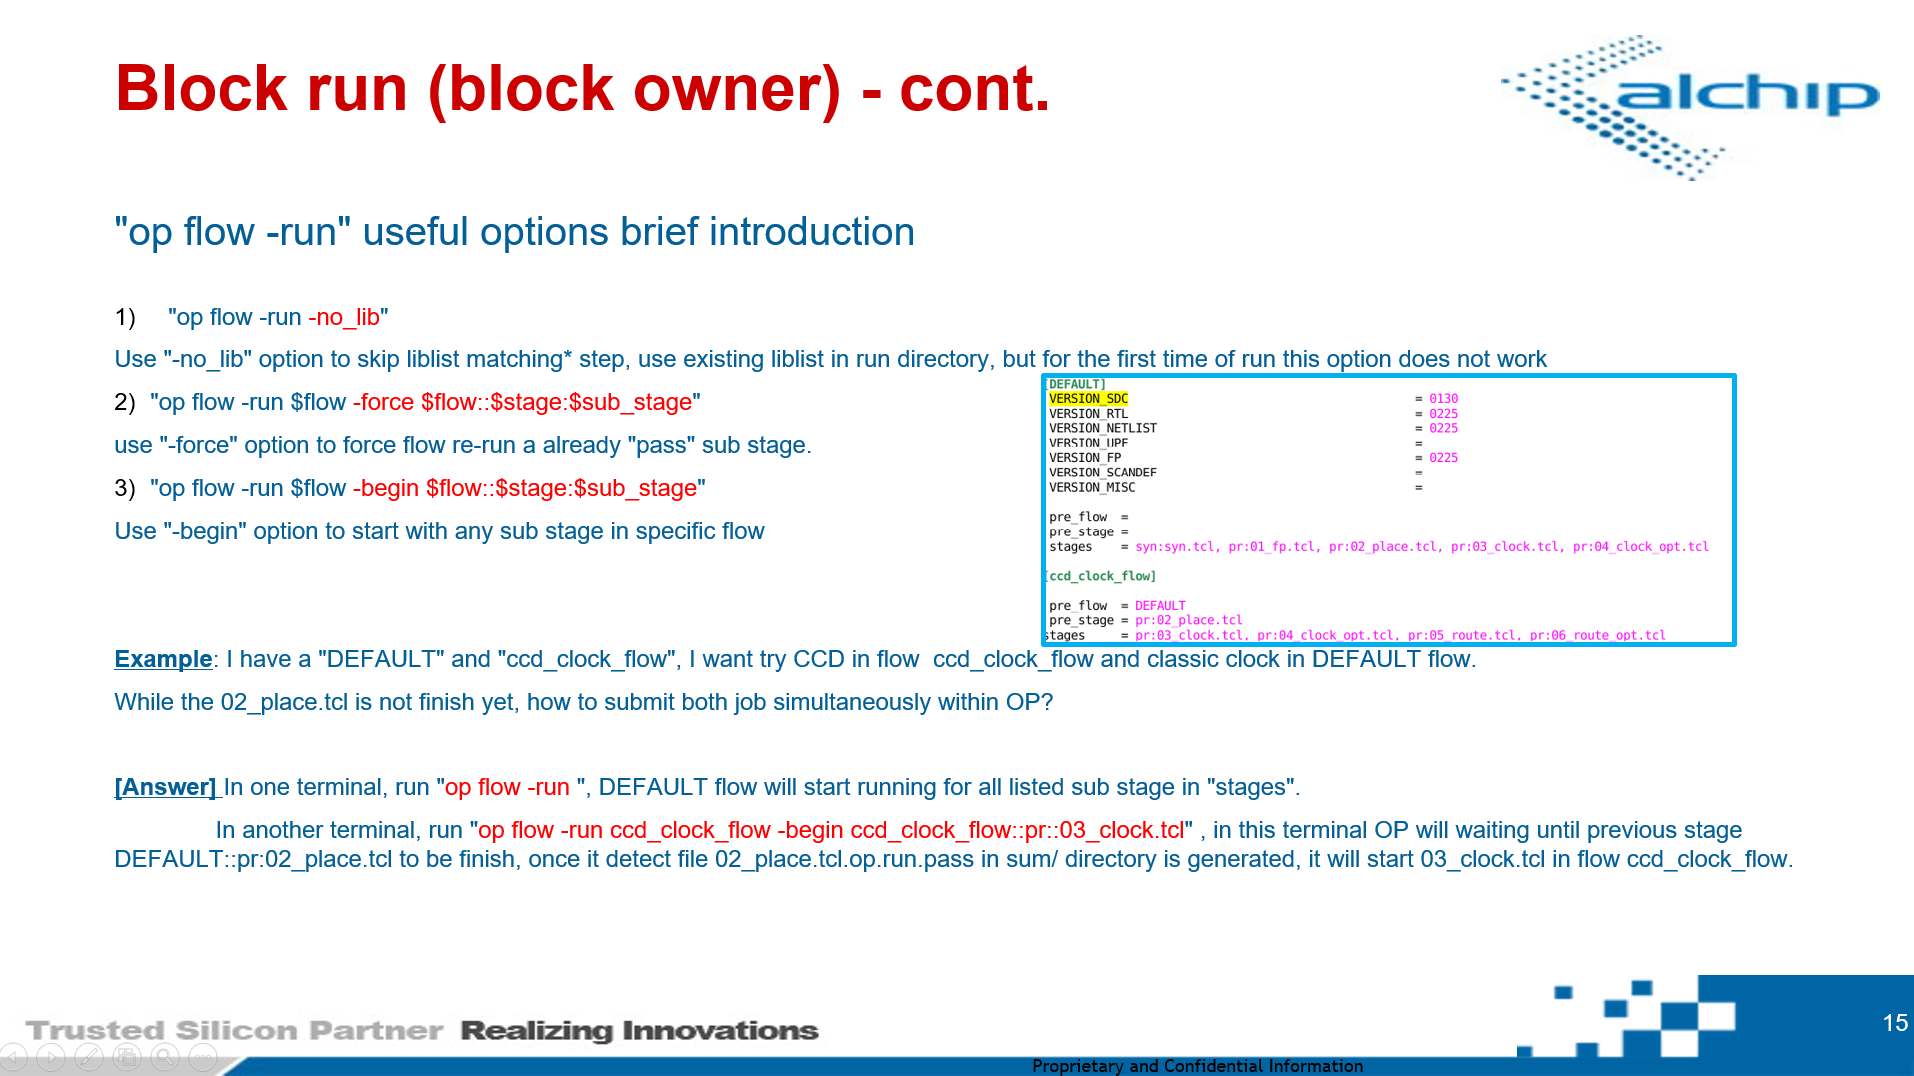 Block run (block owner) - cont.
alchip
"op flow -run" useful options brief introduction
1) "op flow -run -no_lib"
Use "-no_lib" option to skip liblist matching* step, use existing liblist in run directory, but for the first time of run this option does not work
2) "op flow -run $flow -force $flow::$stage:$sub_stage"
use "-force" option to force flow re-run a already "pass" sub stage.
3) "op flow -run $flow -begin $flow::$stage:$sub_stage"
Use "-begin" option to start with any sub stage in specific flow
[DEFAULT]
VERSION_SDC = 0130
VERSION_RTL = 0225
VERSION_NETLIST = 0225
VERSION_UPF =
VERSION_FP = 0225
VERSION_SCANDEF =
VERSION_MISC =
pre_flow =
pre_stage =
stages = syn:syn.tcl, pr:01_fp.tcl, pr:02_place.tcl, pr:03_clock.tcl, pr:04_clock_opt.tcl
[ccd_clock_flow]
pre_flow = DEFAULT
pre_stage = pr:02_place.tcl
stages = pr:03_clock.tcl, pr:04_clock_opt.tcl, pr:05_route.tcl, pr:06_route_opt.tcl
Example: I have a "DEFAULT" and "ccd_clock_flow", I want try CCD in flow ccd_clock_flow and classic clock in DEFAULT flow.
While the 02_place.tcl is not finish yet, how to submit both job simultaneously within OP?
[Answer] In one terminal, run "op flow -run ", DEFAULT flow will start running for all listed sub stage in "stages".
In another terminal, run "op flow -run ccd_clock_flow -begin ccd_clock_flow::pr::03_clock.tcl" , in this terminal OP will waiting until previous stage
DEFAULT::pr:02_place.tcl to be finish, once it detect file 02_place.tcl.op.run.pass in sum/ directory is generated, it will start 03_clock.tcl in flow ccd_clock_flow.
Trusted Silicon Partner Realizing Innovations
15
Proprietary and Confidential Information